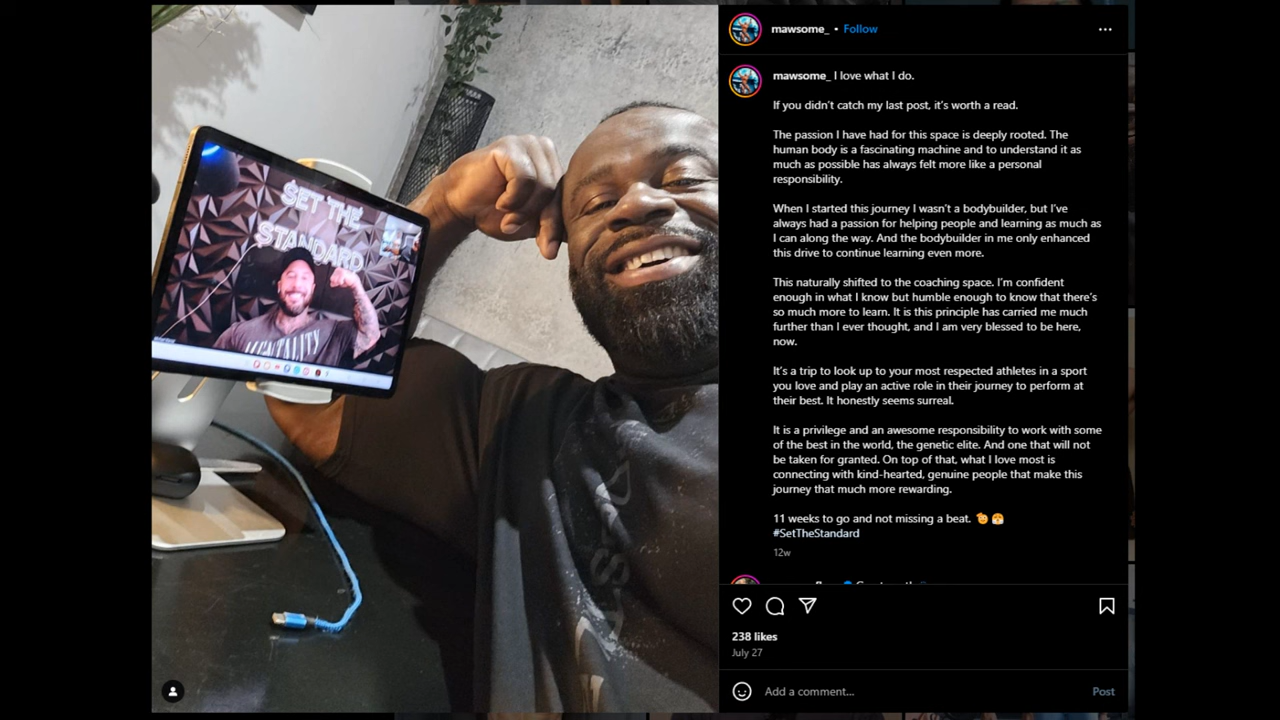 SET THE
STANDARD
MENTALITY
mawsome_ • Follow
mawsome_ I love what I do.
If you didn't catch my last post, it's worth a read.
The passion I have had for this space is deeply rooted. The
human body is a fascinating machine and to understand it as
much as possible has always felt more like a personal
responsibility.
When I started this journey I wasn't a bodybuilder, but I've
always had a passion for helping people and learning as much as
I can along the way. And the bodybuilder in me only enhanced
this drive to continue learning even more.
This naturally shifted to the coaching space. I'm confident
enough in what I know but humble enough to know that there's
so much more to learn. It is this principle has carried me much
further than I ever thought, and I am very blessed to be here,
now.
It's a trip to look up to your most respected athletes in a sport
you love and play an active role in their journey to perform at
their best. It honestly seems surreal.
It is a privilege and an awesome responsibility to work with some
of the best in the world, the genetic elite. And one that will not
be taken for granted. On top of that, what I love most is
connecting with kind-hearted, genuine people that make this
journey that much more rewarding.
11 weeks to go and not missing a beat.
#SetTheStandard
12w
238 likes
July 27
Add a comment...
Post